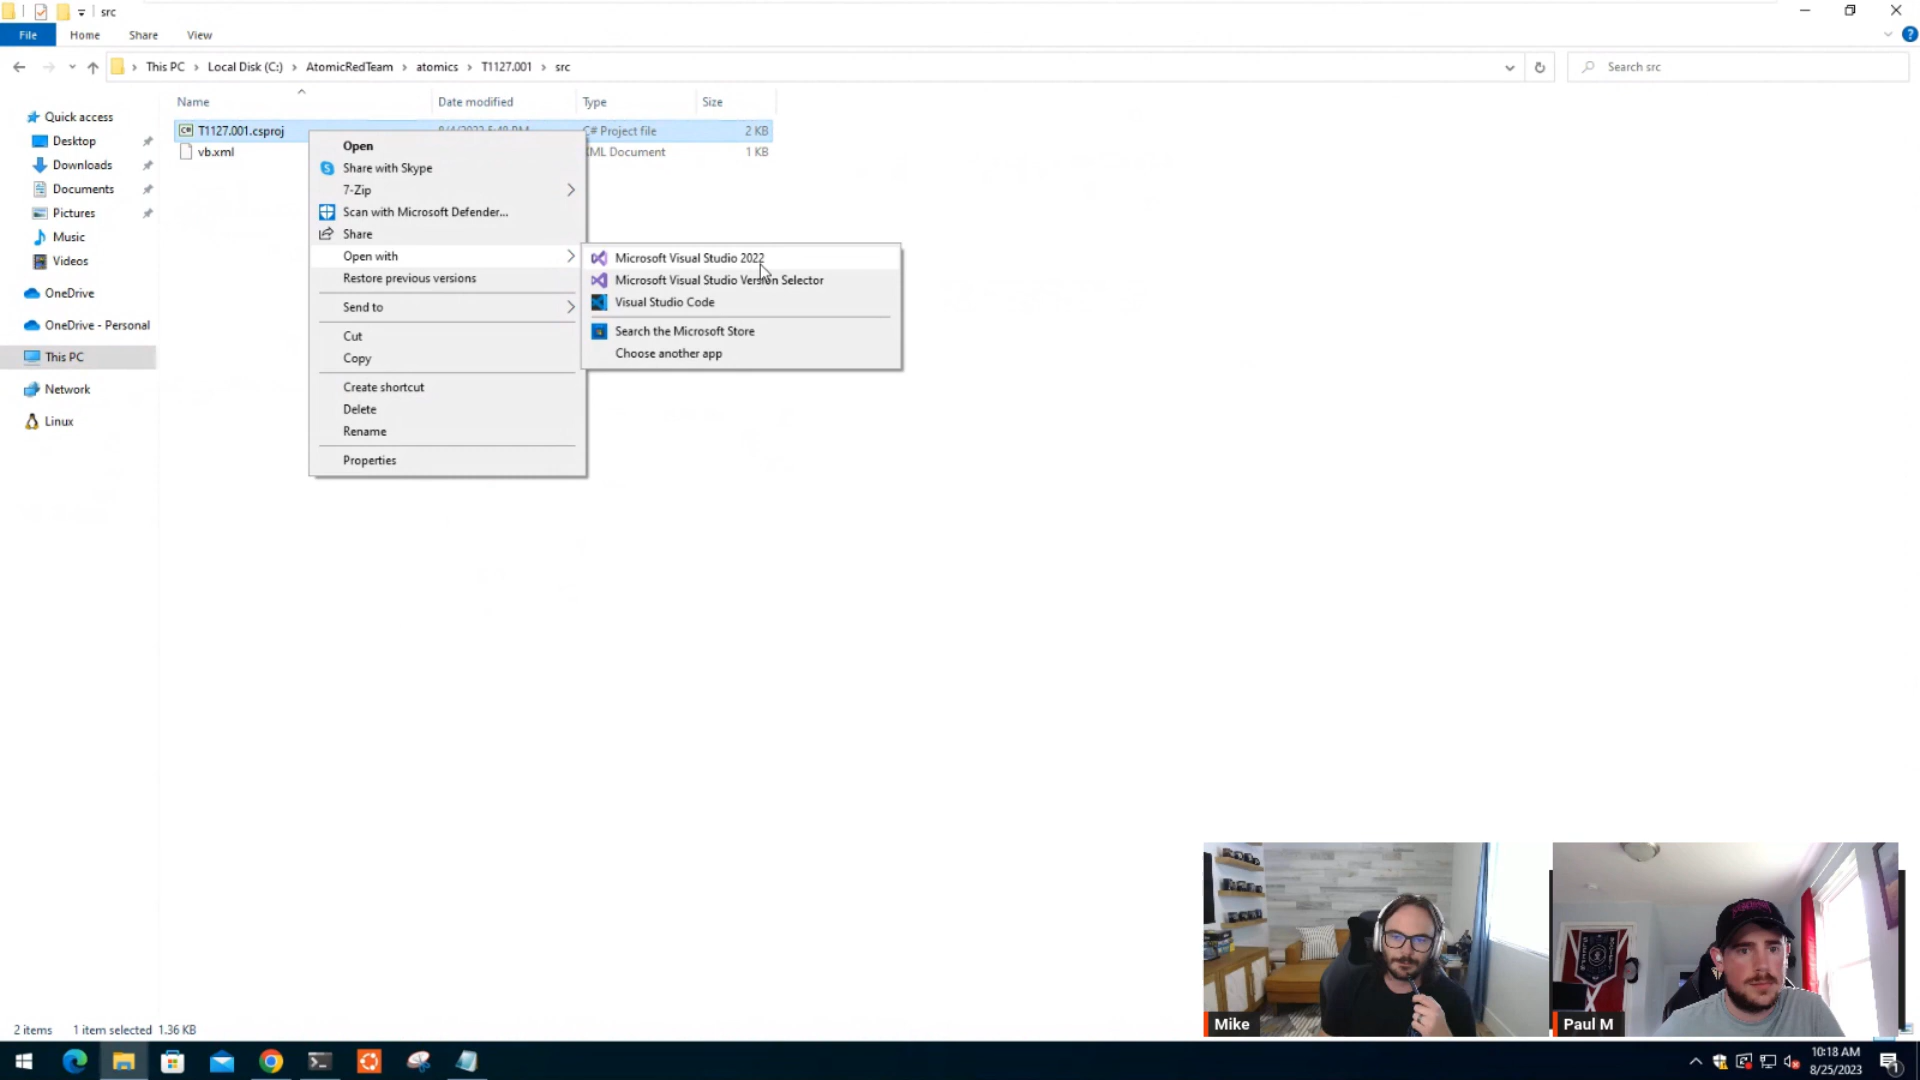 src
File Home Share View
This PC Local Disk (C:) AtomicRedTeam atomics T1127.001 src
Search src
Name Date modified Type Size
T1127.001.csproj C# Project file 2 KB
vb.xml XML Document 1 KB
Quick access
Desktop
Downloads
Documents
Pictures
Music
Videos
OneDrive
OneDrive - Personal
This PC
Network
Linux
Open
Share with Skype
7-Zip
Scan with Microsoft Defender...
Share
Open with
Restore previous versions
Send to
Cut
Copy
Create shortcut
Delete
Rename
Properties
Microsoft Visual Studio 2022
Microsoft Visual Studio Version Selector
Visual Studio Code
Search the Microsoft Store
Choose another app
Mike
Paul M
2 items 1 item selected 1.36 KB
10:18 AM
8/25/2023